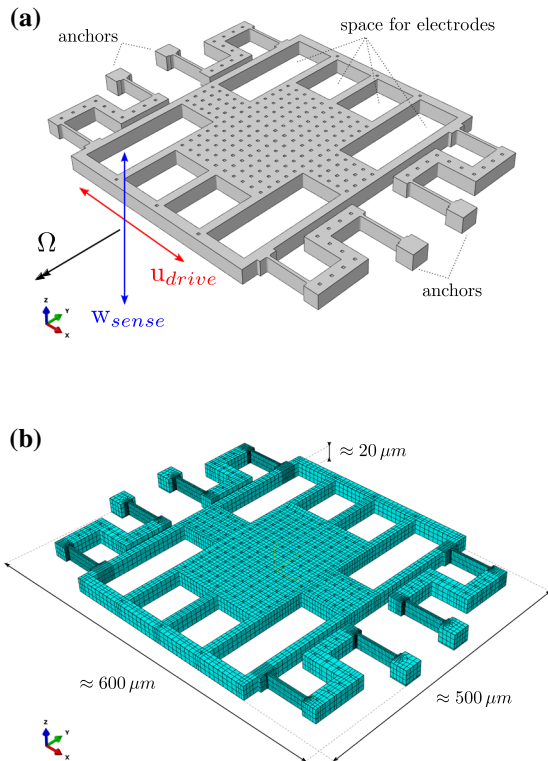 (a)
anchors
space for electrodes
Ω
u_drive
w_sense
anchors
Z
Y
X
(b)
≈ 20 μm
≈ 600 μm
≈ 500 μm
Z
Y
X